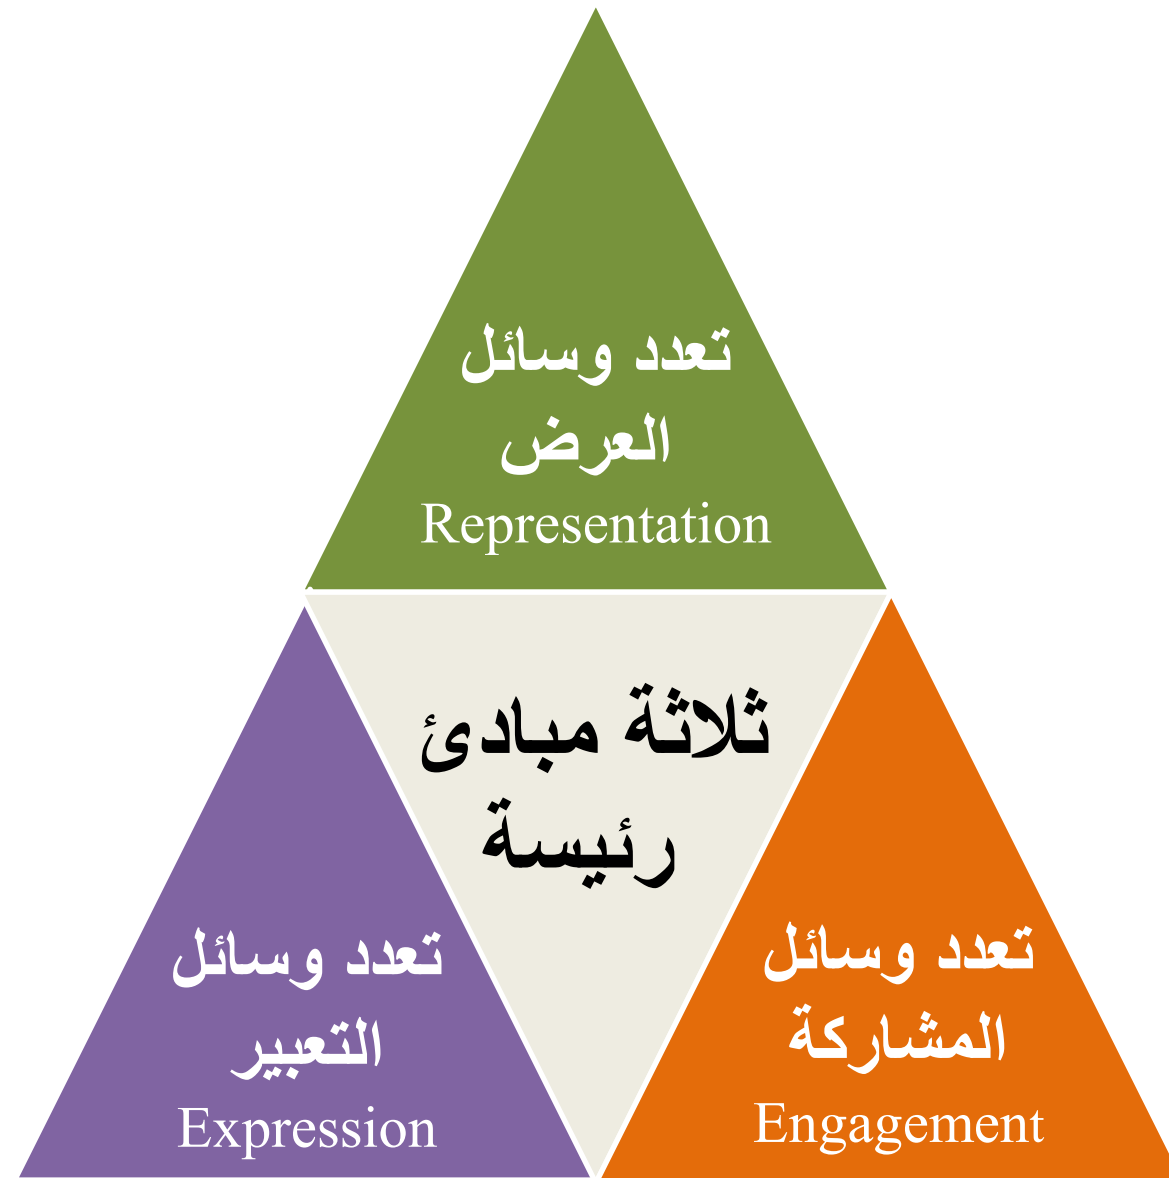 تعدد وسائل
العرض
Representation
ثلاثة مبادئ
رئيسة
تعدد وسائل
المشاركة
Engagement
تعدد وسائل
التعبير
Expression